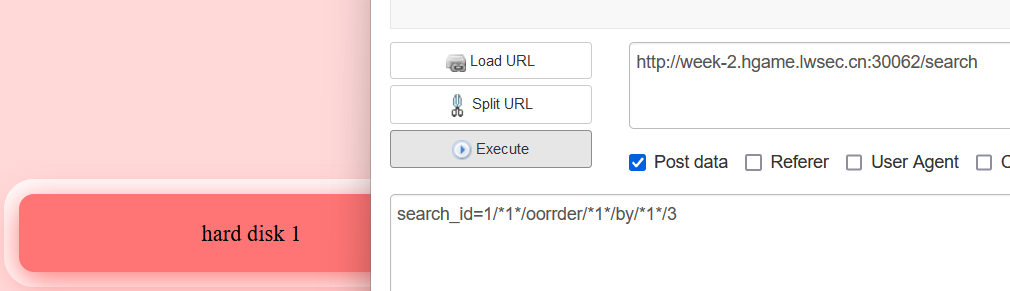 Load URL
http://week-2.hgame.lwsec.cn:30062/search
Split URL
Execute
Post data Referer User Agent
search_id=1/*1*/oorrder/*1*/by/*1*/3
hard disk 1